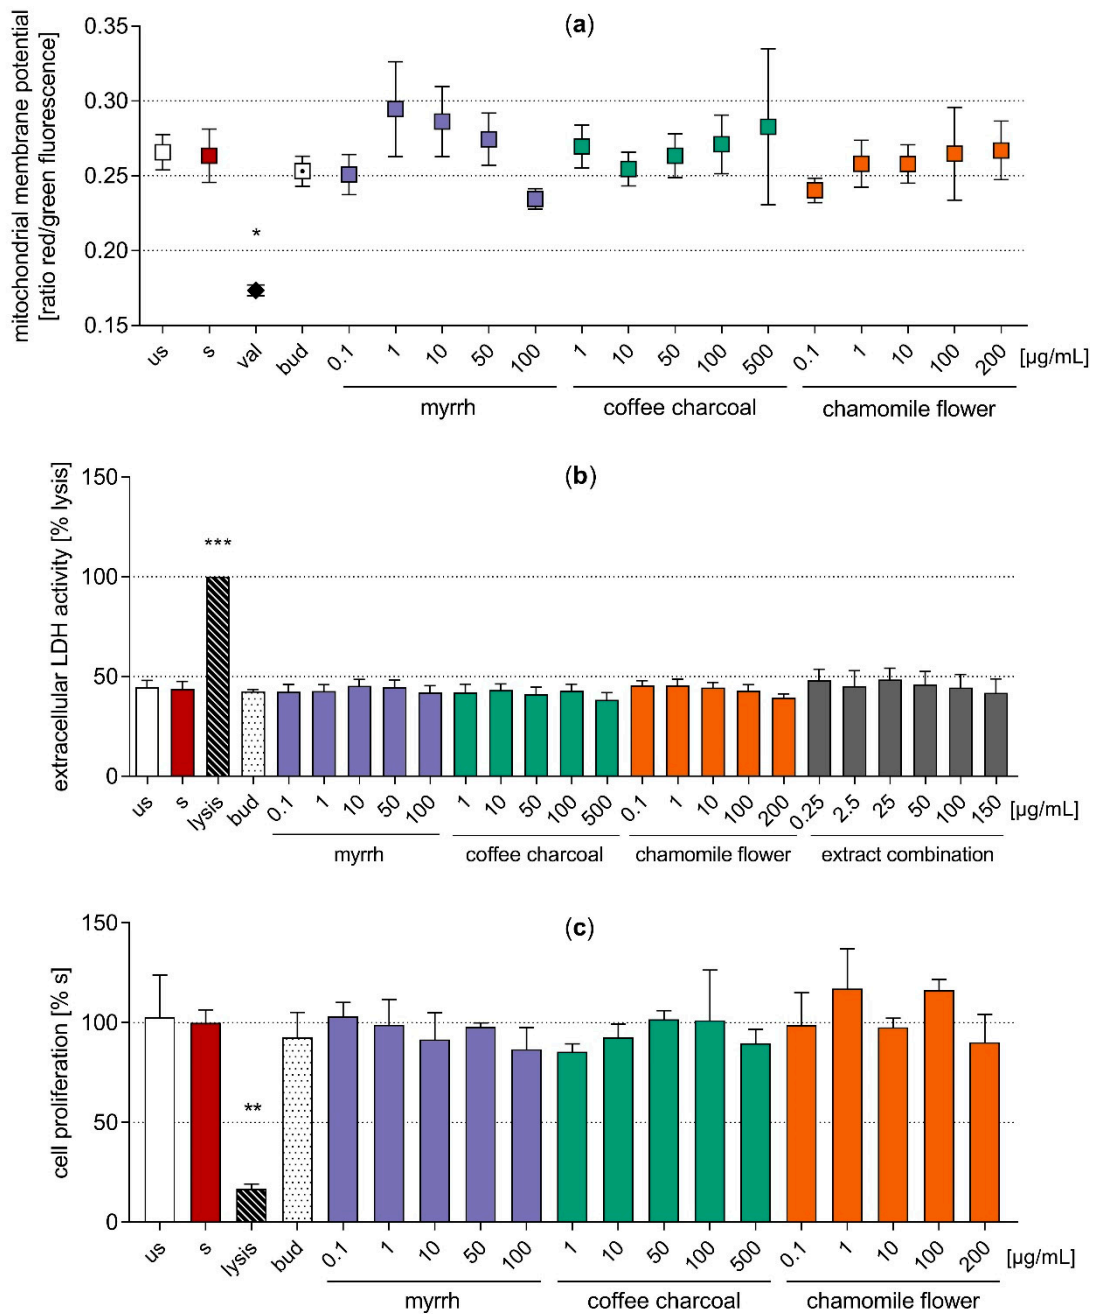 (a)
mitochondrial membrane potential
[ratio red/green fluorescence]
0.35
0.30
0.25
0.20
0.15
*
us s val bud 0.1 1 10 50 100 1 10 50 100 500 0.1 1 10 100 200 [µg/mL]
myrrh coffee charcoal chamomile flower
(b)
extracellular LDH activity [% lysis]
150
100
50
0
***
us s lysis bud 0.1 1 10 50 100 1 10 50 100 500 0.1 1 10 100 200 0.25 2.5 25 50 100 150 [µg/mL]
myrrh coffee charcoal chamomile flower extract combination
(c)
cell proliferation [% s]
150
100
50
0
**
us s lysis bud 0.1 1 10 50 100 1 10 50 100 500 0.1 1 10 100 200 [µg/mL]
myrrh coffee charcoal chamomile flower